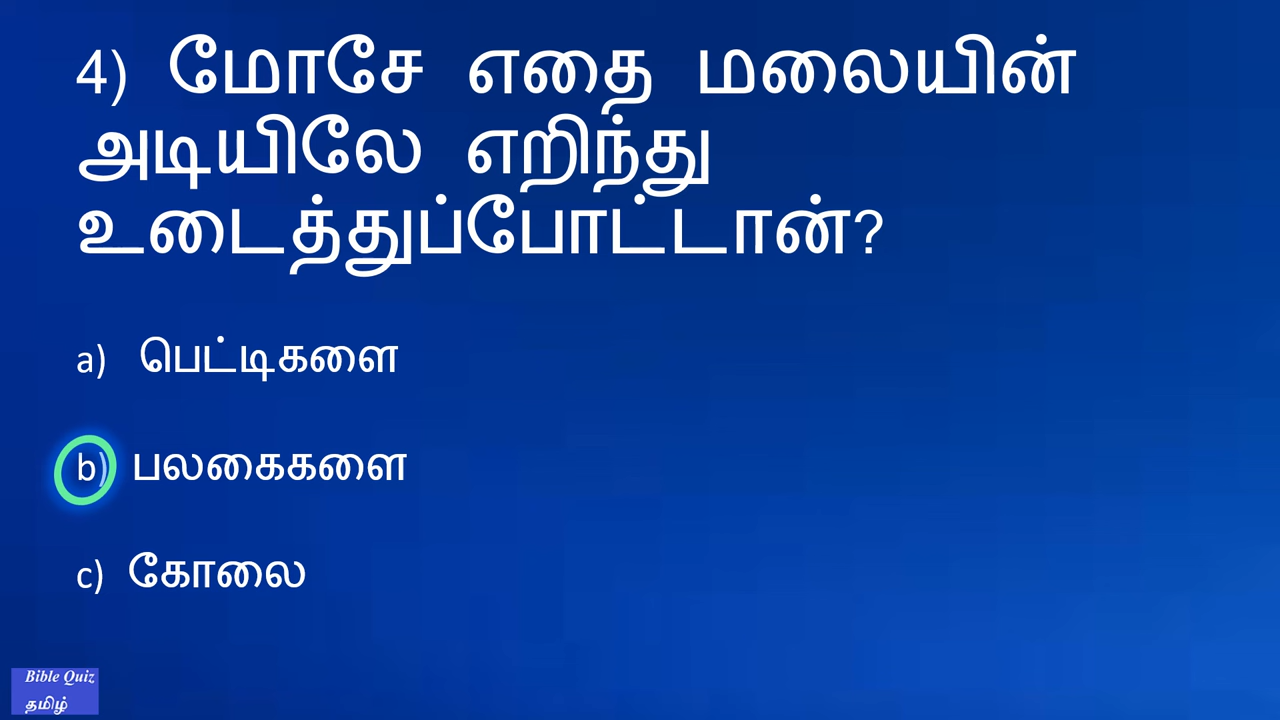 4) மோசே எதை மலையின்
அடியிலே எறிந்து
உடைத்துப்போட்டான்?
a) பெட்டிகளை
b) பலகைகளை
c) கோலை
Bible Quiz
தமிழ்